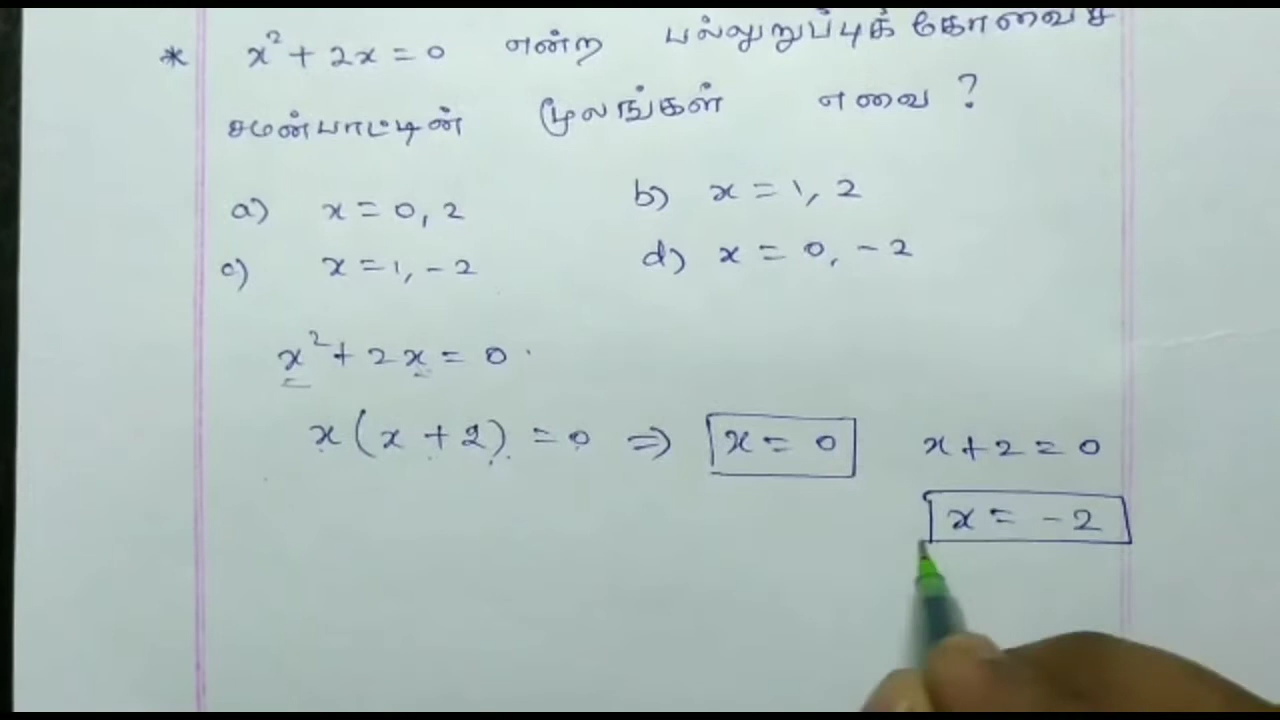 * x² + 2x = 0 என்ற பல்லுறுப்புக் கோவைச்
சமன்பாட்டின் மூலங்கள் எவை ?
a) x = 0, 2 b) x = 1, 2
c) x = 1, -2 d) x = 0, -2
x² + 2x = 0
x(x + 2) = 0 ⇒ x = 0 x + 2 = 0
x = -2